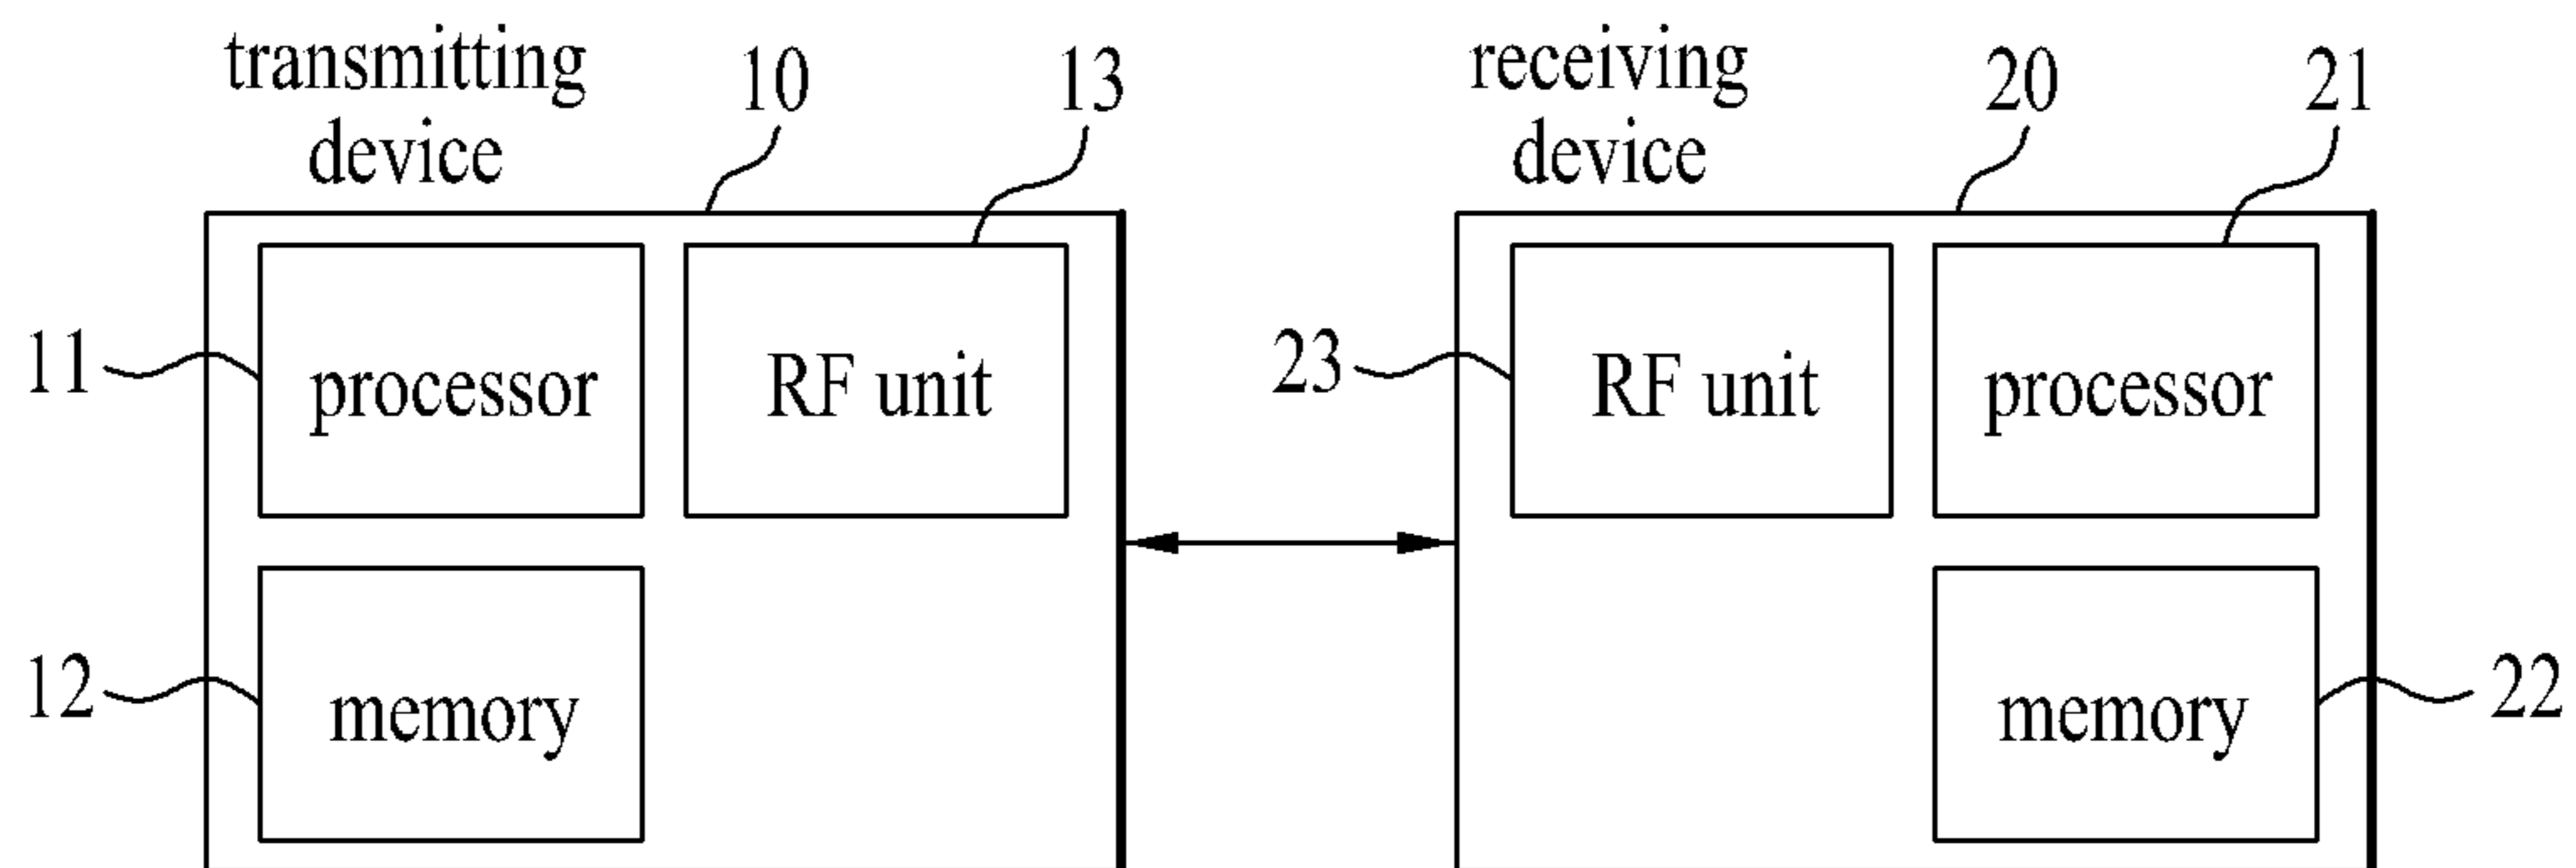 transmitting
device
10
13
receiving
device
20
21
11
processor
RF unit
23
RF unit
processor
12
memory
memory
22